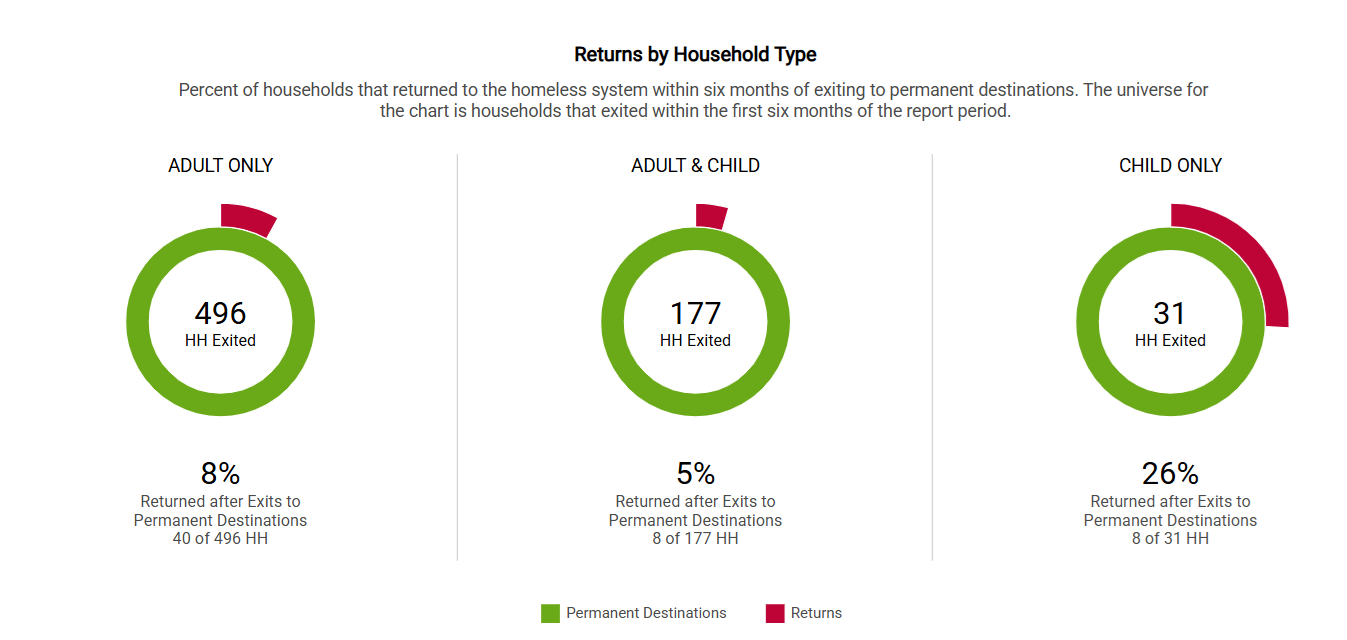 Returns by Household Type
Percent of households that returned to the homeless system within six months of exiting to permanent destinations. The universe for
the chart is households that exited within the first six months of the report period.
ADULT ONLY
496
HH Exited
8%
Returned after Exits to
Permanent Destinations
40 of 496 HH
ADULT & CHILD
177
HH Exited
5%
Returned after Exits to
Permanent Destinations
8 of 177 HH
CHILD ONLY
31
HH Exited
26%
Returned after Exits to
Permanent Destinations
8 of 31 HH
Permanent Destinations
Returns